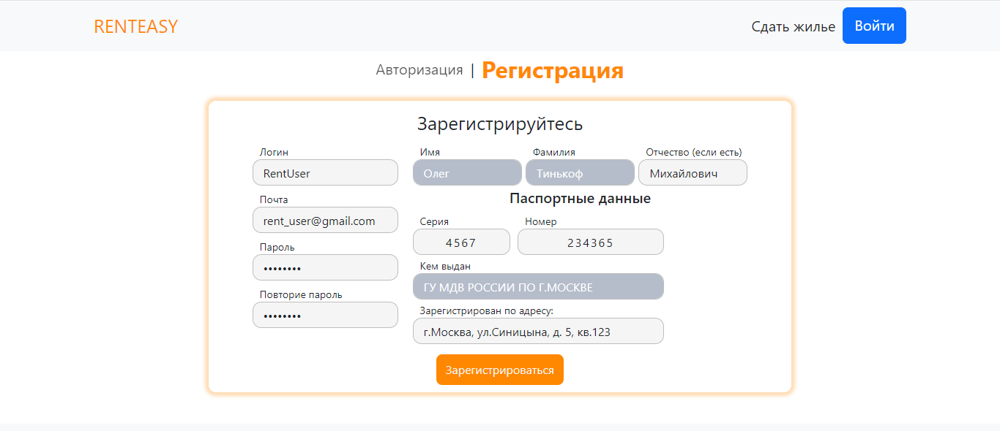 RENTEASY
Сдать жилье Войти
Авторизация | Регистрация
Зарегистрируйтесь
Логин
RentUser
Почта
rent_user@gmail.com
Пароль
••••••••
Повторие пароль
••••••••
Имя Фамилия Отчество (если есть)
Олег Тинькоф Михайлович
Паспортные данные
Серия Номер
4567 234365
Кем выдан
ГУ МДВ РОССИИ ПО Г.МОСКВЕ
Зарегистрирован по адресу:
г.Москва, ул.Синицына, д. 5, кв.123
Зарегистрироваться